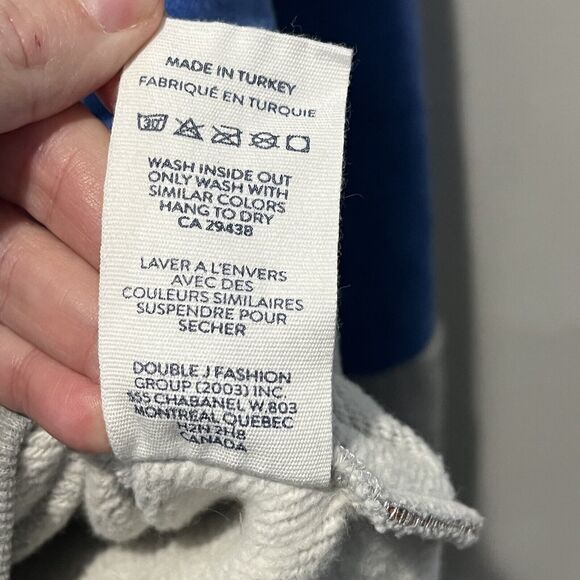 MADE IN TURKEY
FABRIQUÉ EN TURQUIE
30
WASH INSIDE OUT
ONLY WASH WITH
SIMILAR COLORS
HANG TO DRY
CA 29438
LAVER A L'ENVERS
AVEC DES
COULEURS SIMILAIRES
SUSPENDRE POUR
SECHER
DOUBLE J FASHION
GROUP (2003) INC.
555 CHABANEL W, 803
MONTREAL QUEBEC
H2N 2H8
CANADA